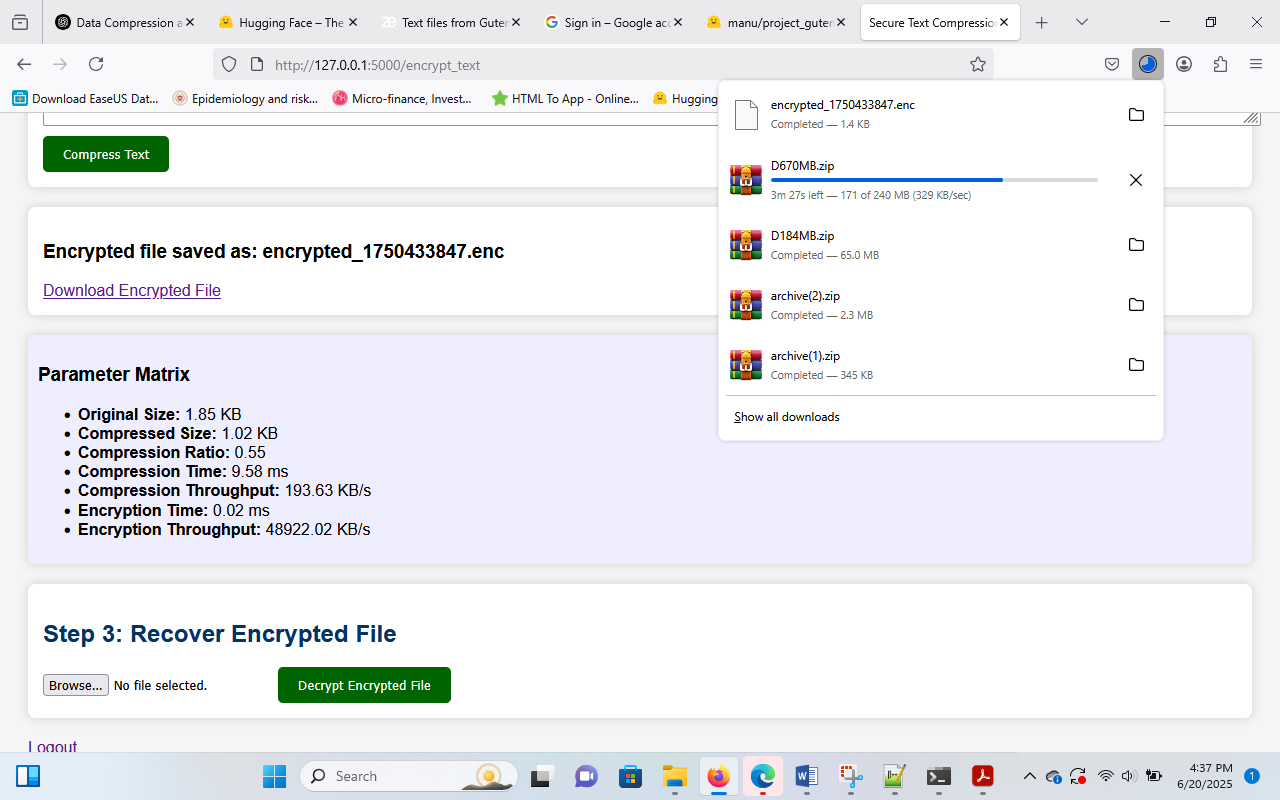 Data Compression a
Hugging Face – The
Text files from Guten
Sign in – Google acc
manu/project_guten
Secure Text Compression
http://127.0.0.1:5000/encrypt_text
Download EaseUS Dat...
Epidemiology and risk...
Micro-finance, Invest...
HTML To App - Online...
Hugging
encrypted_1750433847.enc
Completed — 1.4 KB
D670MB.zip
3m 27s left — 171 of 240 MB (329 KB/sec)
D184MB.zip
Completed — 65.0 MB
archive(2).zip
Completed — 2.3 MB
archive(1).zip
Completed — 345 KB
Show all downloads
Compress Text
Encrypted file saved as: encrypted_1750433847.enc
Download Encrypted File
Parameter Matrix
• Original Size: 1.85 KB
• Compressed Size: 1.02 KB
• Compression Ratio: 0.55
• Compression Time: 9.58 ms
• Compression Throughput: 193.63 KB/s
• Encryption Time: 0.02 ms
• Encryption Throughput: 48922.02 KB/s
Step 3: Recover Encrypted File
Browse... No file selected.
Decrypt Encrypted File
Logout
Search
4:37 PM
6/20/2025
1